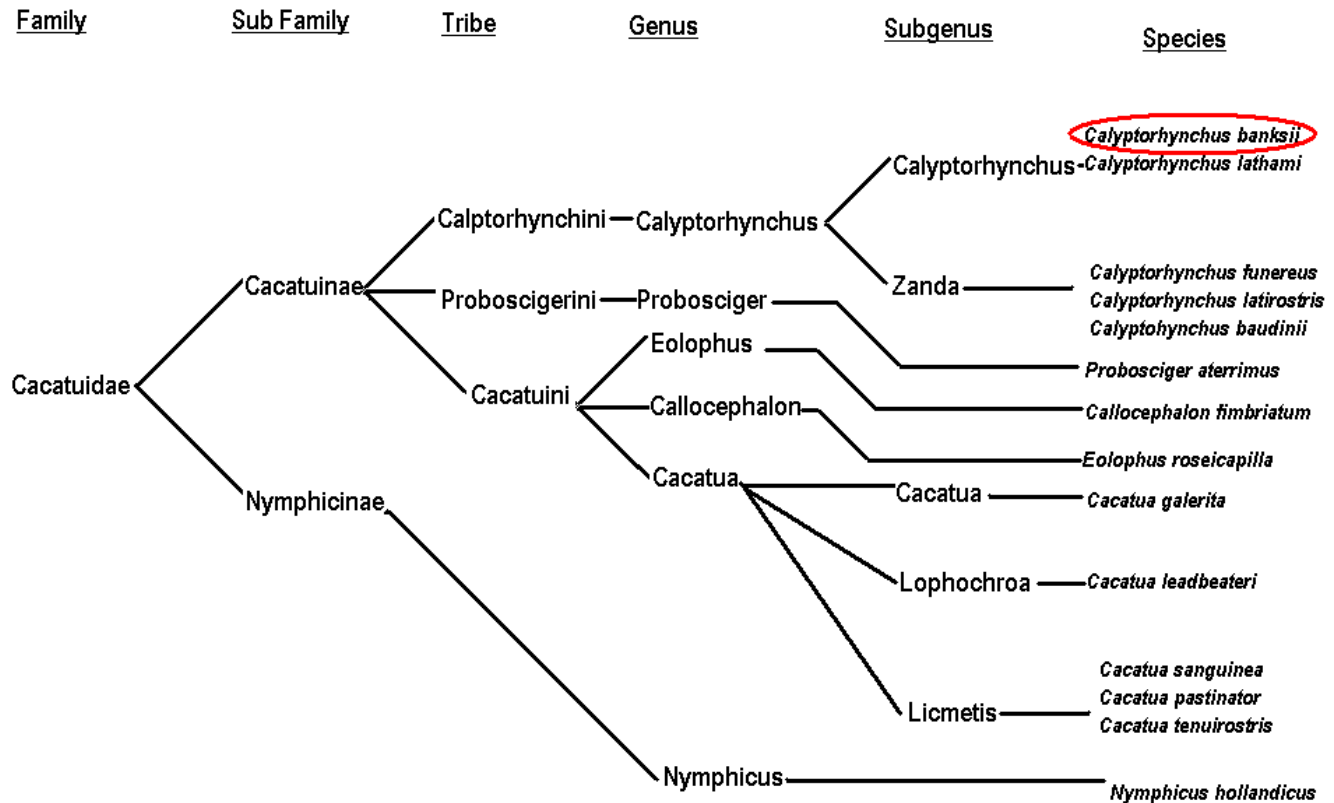 Family
Sub Family
Tribe
Genus
Subgenus
Species
Calyptorhynchus banksii
Calyptorhynchus
Calyptorhynchus lathami
Calptorhynchini
Calyptorhynchus
Cacatuinae
Zanda
Calyptorhynchus funereus
Calyptorhynchus latirostris
Calyptohynchus baudinii
Proboscigerini
Probosciger
Eolophus
Probosciger aterrimus
Cacatuidae
Cacatuini
Callocephalon
Callocephalon fimbriatum
Eolophus roseicapilla
Cacatua
Cacatua
Cacatua galerita
Nymphicinae
Lophochroa
Cacatua leadbeateri
Licmetis
Cacatua sanguinea
Cacatua pastinator
Cacatua tenuirostris
Nymphicus
Nymphicus hollandicus